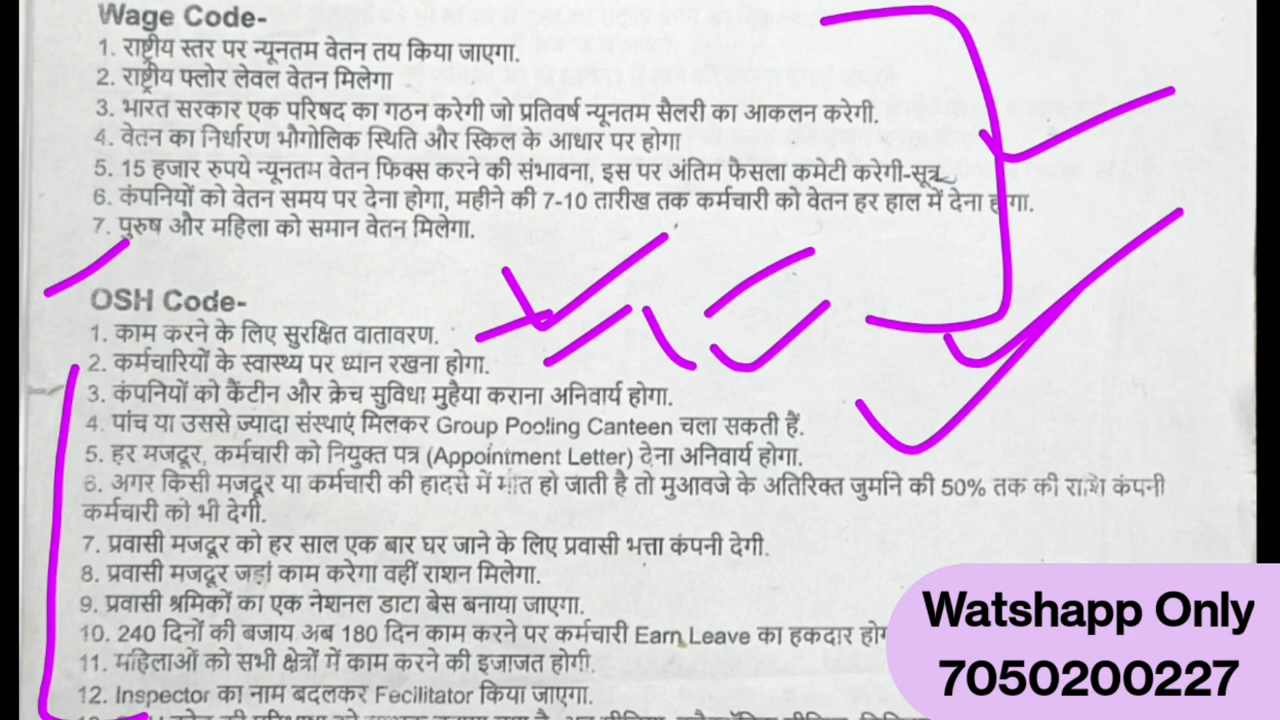 Wage Code-
1. राष्ट्रीय स्तर पर न्यूनतम वेतन तय किया जाएगा.
2. राष्ट्रीय फ्लोर लेवल वेतन मिलेगा
3. भारत सरकार एक परिषद का गठन करेगी जो प्रतिवर्ष न्यूनतम सैलरी का आकलन करेगी.
4. वेतन का निर्धारण भौगोलिक स्थिति और स्किल के आधार पर होगा
5. 15 हजार रुपये न्यूनतम वेतन फिक्स करने की संभावना, इस पर अंतिम फैसला कमेटी करेगी-सूत्र
6. कंपनियों को वेतन समय पर देना होगा, महीने की 7-10 तारीख तक कर्मचारी को वेतन हर हाल में देना होगा.
7. पुरुष और महिला को समान वेतन मिलेगा.
OSH Code-
1. काम करने के लिए सुरक्षित वातावरण.
2. कर्मचारियों के स्वास्थ्य पर ध्यान रखना होगा.
3. कंपनियों को कैंटीन और क्रेच सुविधा मुहैया कराना अनिवार्य होगा.
4. पांच या उससे ज्यादा संस्थाएं मिलकर Group Pooling Canteen चला सकती हैं.
5. हर मजदूर, कर्मचारी को नियुक्त पत्र (Appointment Letter) देना अनिवार्य होगा.
6. अगर किसी मजदूर या कर्मचारी की हादसे में मौत हो जाती है तो मुआवजे के अतिरिक्त जुर्माने की 50% तक की राशि कंपनी
कर्मचारी को भी देगी.
7. प्रवासी मजदूर को हर साल एक बार घर जाने के लिए प्रवासी भत्ता कंपनी देगी.
8. प्रवासी मजदूर जहां काम करेगा वहीं राशन मिलेगा.
9. प्रवासी श्रमिकों का एक नेशनल डाटा बेस बनाया जाएगा.
10. 240 दिनों की बजाय अब 180 दिन काम करने पर कर्मचारी Earn Leave का हकदार
11. महिलाओं को सभी क्षेत्रों में काम करने की इजाजत होगी.
12. Inspector का नाम बदलकर Fecilitator किया जाएगा.
Watshapp Only
7050200227